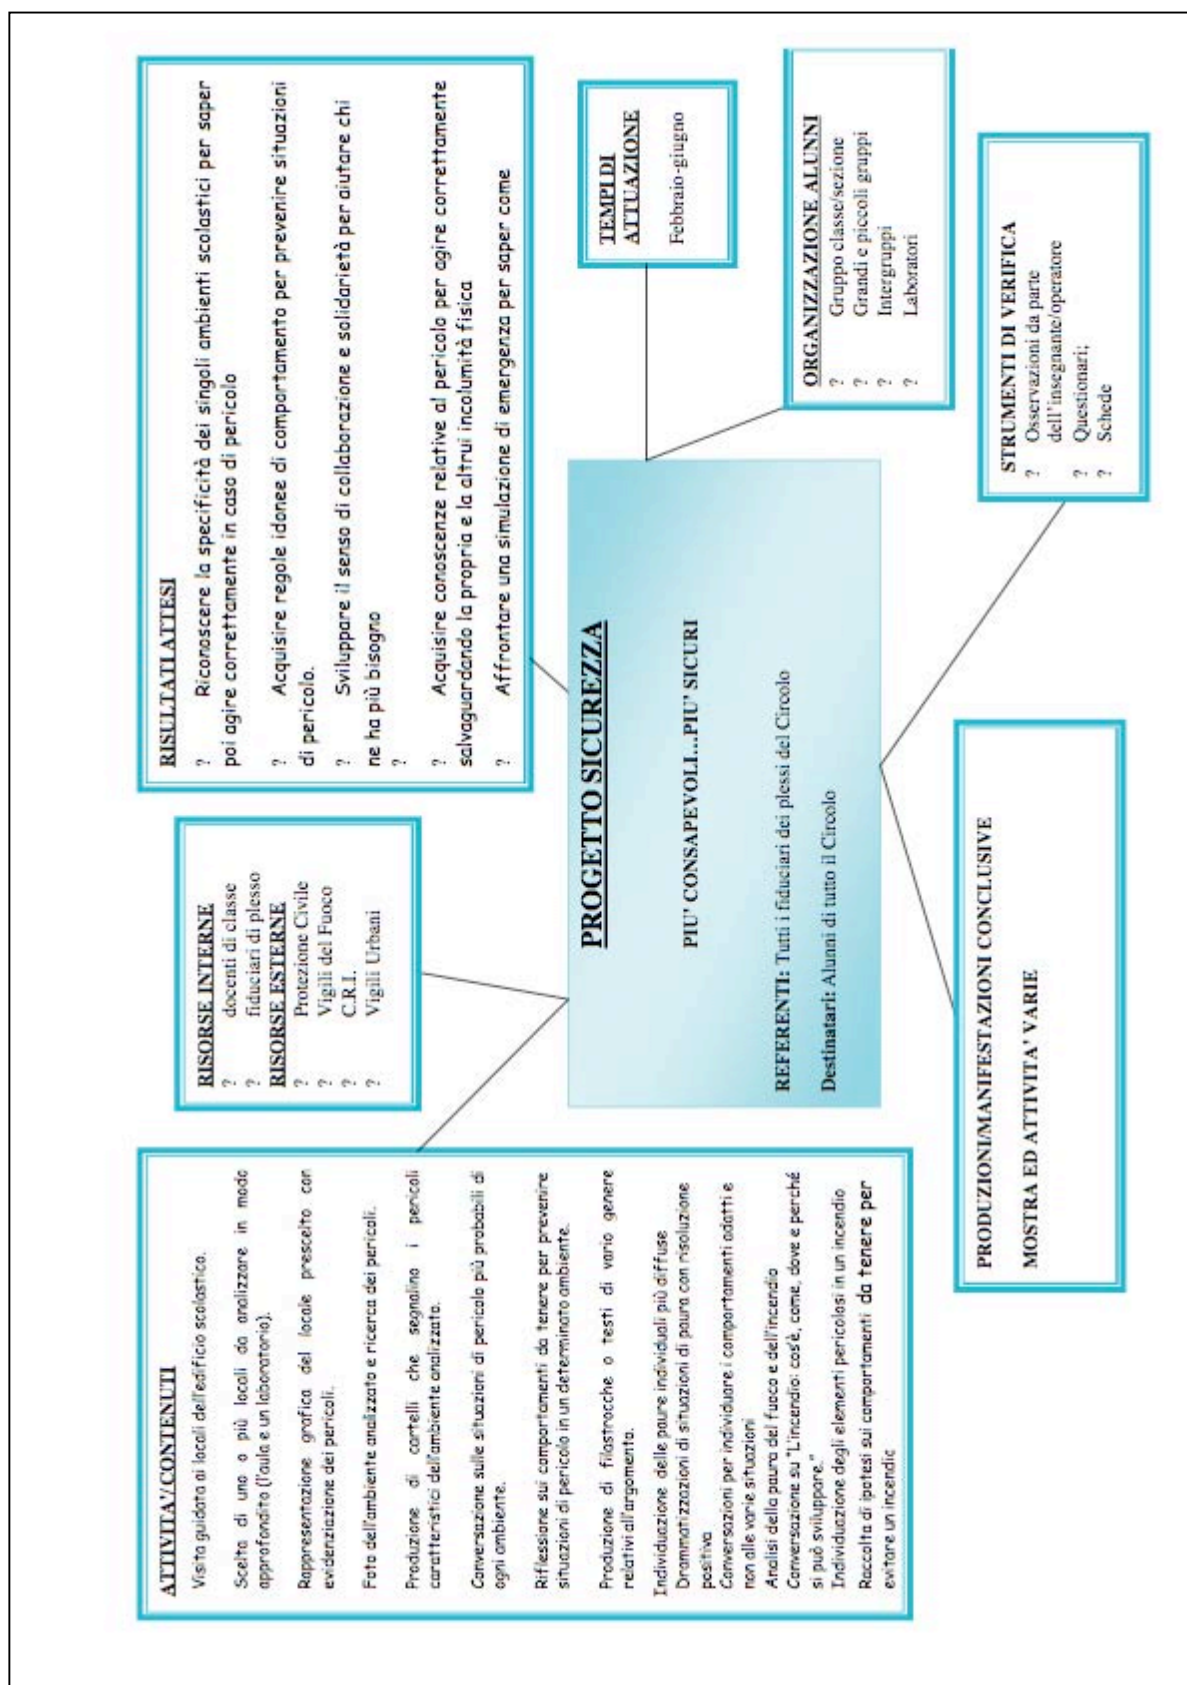 ATTIVITA'/CONTENUTI
Visita guidata ai locali dell'edificio scolastico.
Scelta di uno o più locali da analizzare in modo
approfondito (l'aula e un laboratorio).
Rappresentazione grafica del locale prescelto con
evidenziazione dei pericoli.
Foto dell'ambiente analizzato e ricerca dei pericoli.
Produzione di cartelli che segnalino i pericoli
caratteristici dell'ambiente analizzato.
Conversazione sulle situazioni di pericolo più probabili di
ogni ambiente.
Riflessione sui comportamenti da tenere per prevenire
situazioni di pericolo in un determinato ambiente.
Produzione di filastrocche o testi di vario genere
relativi all'argomento.
Individuazione delle paure individuali più diffuse
Drammatizzazioni di situazioni di paura con risoluzione
positiva
Conversazioni per individuare i comportamenti adatti e
non alle varie situazioni
Analisi della paura del fuoco e dell'incendio
Conversazione su "L'incendio: cos'è, come, dove e perché
si può sviluppare."
Individuazione degli elementi pericolosi in un incendio
Raccolta di ipotesi sui comportamenti da tenere per
evitare un incendio
RISORSE INTERNE
? docenti di classe
? fiduciari di plesso
RISORSE ESTERNE
? Protezione Civile
? Vigili del Fuoco
? C.R.I.
? Vigili Urbani
RISULTATI ATTESI
? Riconoscere la specificità dei singoli ambienti scolastici per saper
poi agire correttamente in caso di pericolo
? Acquisire regole idonee di comportamento per prevenire situazioni
di pericolo.
? Sviluppare il senso di collaborazione e solidarietà per aiutare chi
ne ha più bisogno
?
? Acquisire conoscenze relative al pericolo per agire correttamente
salvaguardando la propria e la altrui incolumità fisica
? Affrontare una simulazione di emergenza per saper come
PROGETTO SICUREZZA
PIU' CONSAPEVOLI...PIU' SICURI
REFERENTI: Tutti i fiduciari dei plessi del Circolo
Destinatari: Alunni di tutto il Circolo
TEMPI DI
ATTUAZIONE
Febbraio-giugno
ORGANIZZAZIONE ALUNNI
? Gruppo classe/sezione
? Grandi e piccoli gruppi
? Intergruppi
? Laboratori
STRUMENTI DI VERIFICA
? Osservazioni da parte
dell'insegnante/operatore
? Questionari;
? Schede
PRODUZIONI/MANIFESTAZIONI CONCLUSIVE
MOSTRA ED ATTIVITA' VARIE